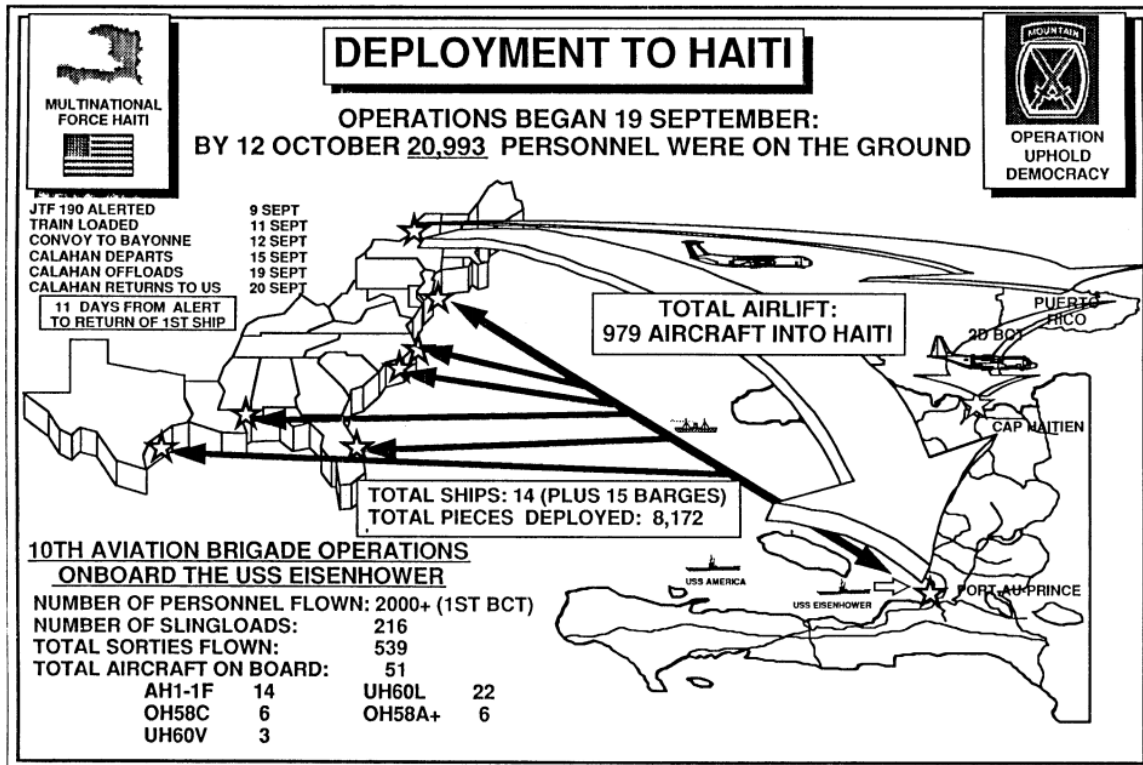 MULTINATIONAL
FORCE HAITI
DEPLOYMENT TO HAITI
MOUNTAIN
OPERATION
UPHOLD
DEMOCRACY
OPERATIONS BEGAN 19 SEPTEMBER:
BY 12 OCTOBER 20,993 PERSONNEL WERE ON THE GROUND
JTF 190 ALERTED 9 SEPT
TRAIN LOADED 11 SEPT
CONVOY TO BAYONNE 12 SEPT
CALAHAN DEPARTS 15 SEPT
CALAHAN OFFLOADS 19 SEPT
CALAHAN RETURNS TO US 20 SEPT
11 DAYS FROM ALERT
TO RETURN OF 1ST SHIP
TOTAL AIRLIFT:
979 AIRCRAFT INTO HAITI
PUERTO
RICO
2D BCT
CAP HAITIEN
TOTAL SHIPS: 14 (PLUS 15 BARGES)
TOTAL PIECES DEPLOYED: 8,172
USS AMERICA
USS EISENHOWER
PORT-AU-PRINCE
10TH AVIATION BRIGADE OPERATIONS
ONBOARD THE USS EISENHOWER
NUMBER OF PERSONNEL FLOWN: 2000+ (1ST BCT)
NUMBER OF SLINGLOADS: 216
TOTAL SORTIES FLOWN: 539
TOTAL AIRCRAFT ON BOARD: 51
AH1-1F 14 UH60L 22
OH58C 6 OH58A+ 6
UH60V 3